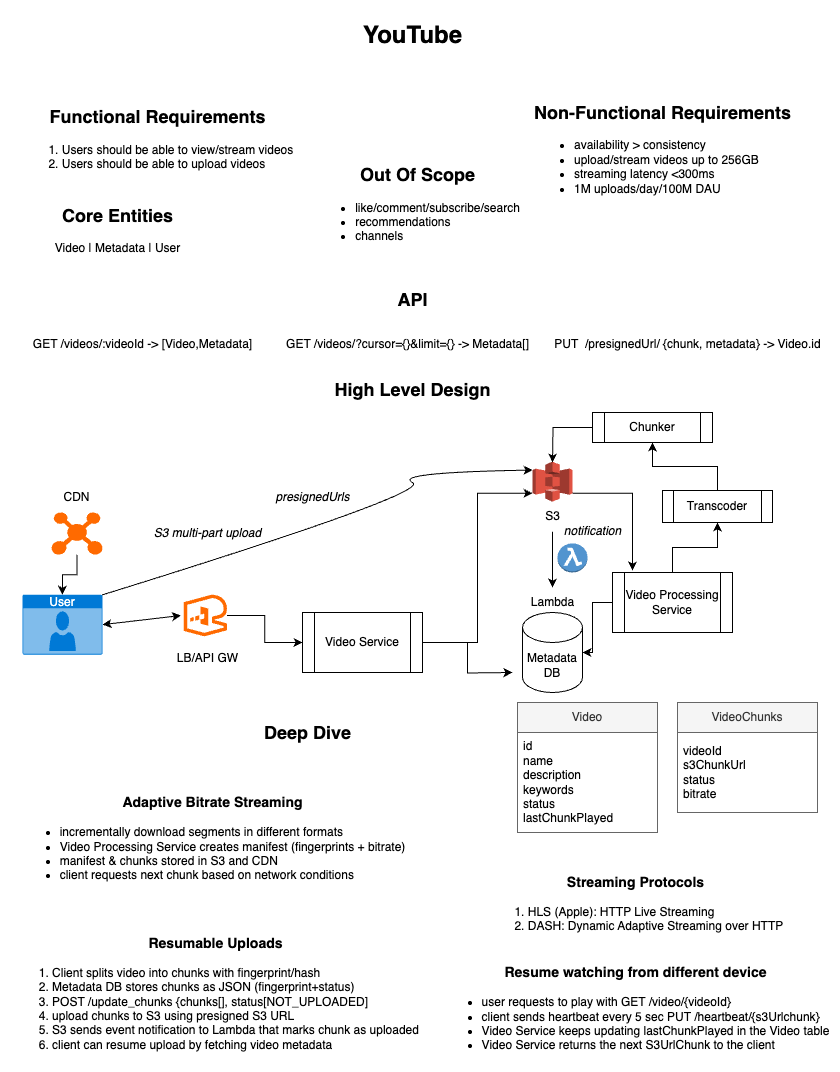 YouTube
Functional Requirements
1. Users should be able to view/stream videos
2. Users should be able to upload videos
Non-Functional Requirements
• availability > consistency
• upload/stream videos up to 256GB
• streaming latency <300ms
• 1M uploads/day/100M DAU
Out Of Scope
• like/comment/subscribe/search
• recommendations
• channels
Core Entities
Video | Metadata | User
API
GET /videos/:videoId -> [Video,Metadata]
GET /videos/?cursor={}&limit={} -> Metadata[]
PUT /presignedUrl/ {chunk, metadata} -> Video.id
High Level Design
Chunker
CDN
presignedUrls
S3 multi-part upload
S3
notification
Transcoder
λ
User
Lambda
Video Processing
Service
LB/API GW
Video Service
Metadata
DB
Video
id
name
description
keywords
status
lastChunkPlayed
VideoChunks
videoId
s3ChunkUrl
status
bitrate
Deep Dive
Adaptive Bitrate Streaming
• incrementally download segments in different formats
• Video Processing Service creates manifest (fingerprints + bitrate)
• manifest & chunks stored in S3 and CDN
• client requests next chunk based on network conditions
Streaming Protocols
1. HLS (Apple): HTTP Live Streaming
2. DASH: Dynamic Adaptive Streaming over HTTP
Resumable Uploads
1. Client splits video into chunks with fingerprint/hash
2. Metadata DB stores chunks as JSON (fingerprint+status)
3. POST /update_chunks {chunks[], status[NOT_UPLOADED]
4. upload chunks to S3 using presigned S3 URL
5. S3 sends event notification to Lambda that marks chunk as uploaded
6. client can resume upload by fetching video metadata
Resume watching from different device
• user requests to play with GET /video/{videoId}
• client sends heartbeat every 5 sec PUT /heartbeat/{s3Urlchunk}
• Video Service keeps updating lastChunkPlayed in the Video table
• Video Service returns the next S3UrlChunk to the client